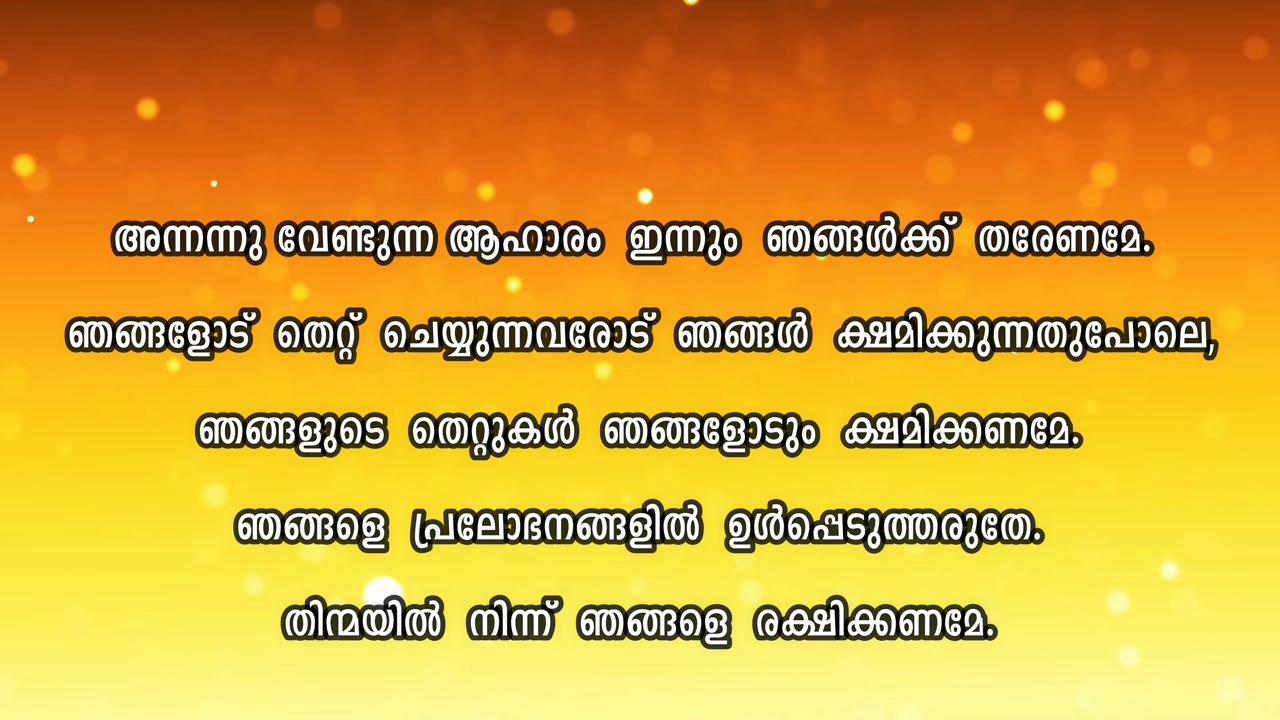 അന്നന്നു വേണ്ടുന്ന ആഹാരം ഇന്നും ഞങ്ങൾക്ക് തരേണമേ.
ഞങ്ങളോട് തെറ്റ് ചെയ്യുന്നവരോട് ഞങ്ങൾ ക്ഷമിക്കുന്നതുപോലെ,
ഞങ്ങളുടെ തെറ്റുകൾ ഞങ്ങളോടും ക്ഷമിക്കണമേ.
ഞങ്ങളെ പ്രലോഭനങ്ങളിൽ ഉൾപ്പെടുത്തരുതേ.
തിന്മയിൽ നിന്ന് ഞങ്ങളെ രക്ഷിക്കണമേ.